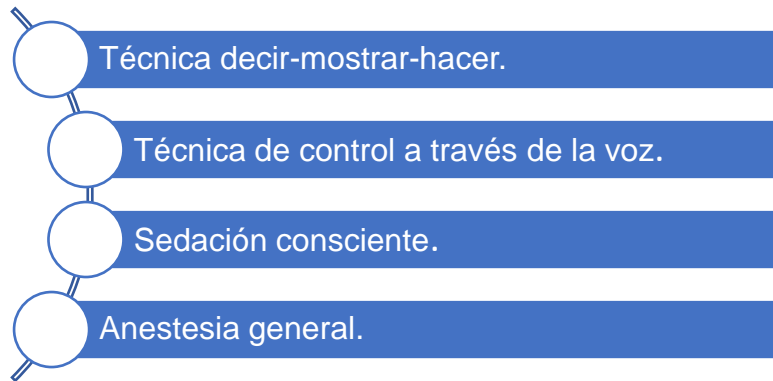 Técnica decir-mostrar-hacer.
Técnica de control a través de la voz.
Sedación consciente.
Anestesia general.